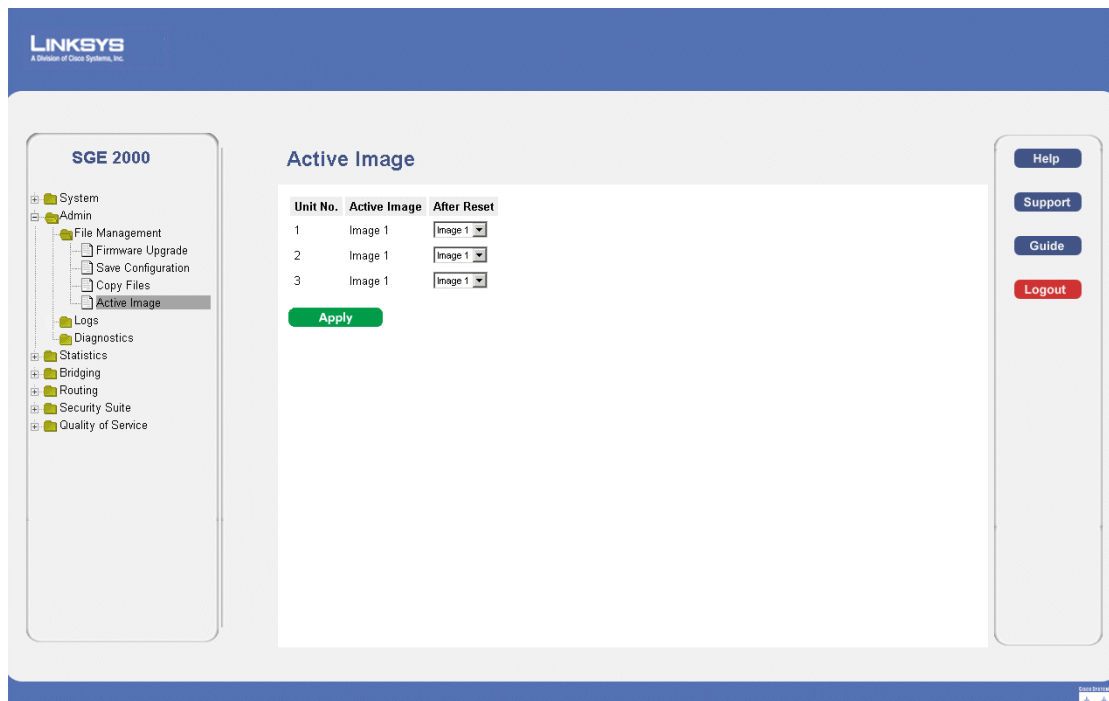 LINKSYS
A Division of Cisco Systems, Inc.
SGE 2000
System
Admin
File Management
Firmware Upgrade
Save Configuration
Copy Files
Active Image
Logs
Diagnostics
Statistics
Bridging
Routing
Security Suite
Quality of Service
Active Image
Unit No. Active Image After Reset
1 Image 1 Image 1
2 Image 1 Image 1
3 Image 1 Image 1
Apply
Help
Support
Guide
Logout